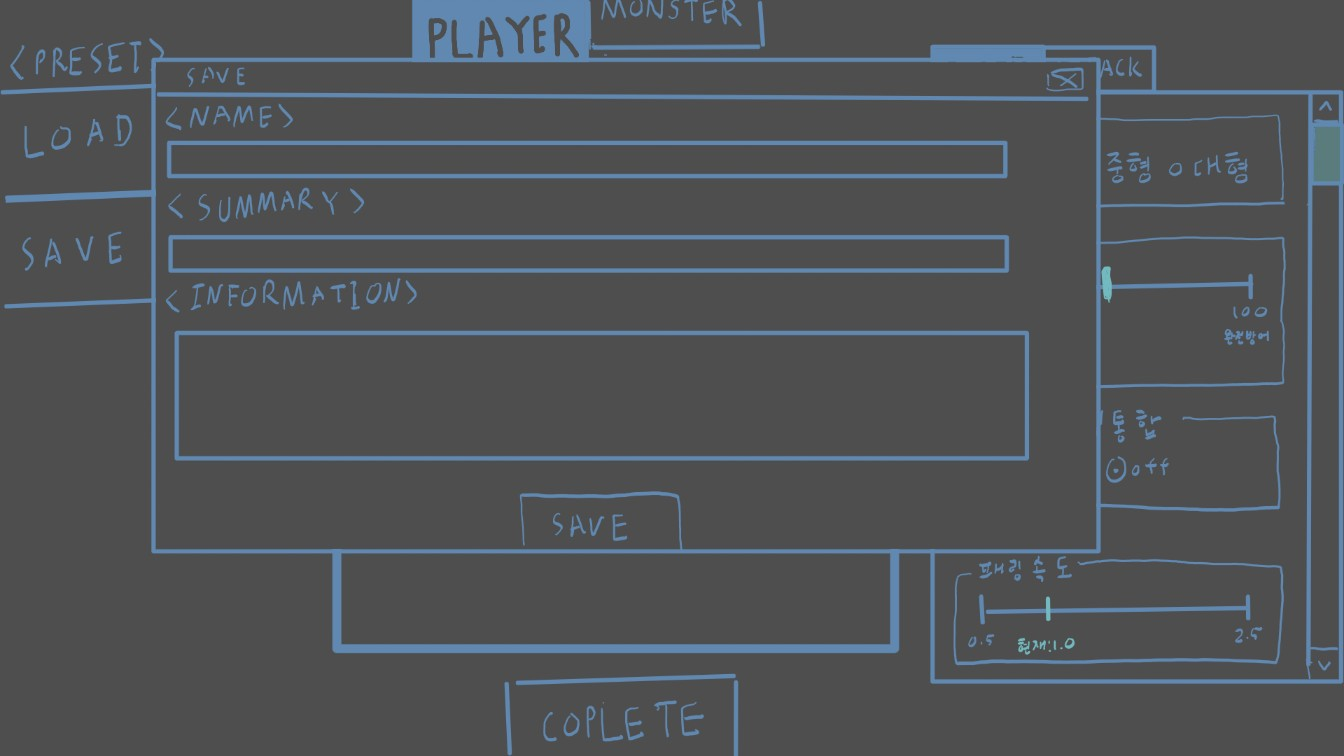 PLAYER
MONSTER
<PRESET>
LOAD
SAVE
SAVE
<NAME>
<SUMMARY>
<INFORMATION>
SAVE
ACK
중형 ㅇ 대형
100
완전방어
통합
off
패링 속도
0.5
현재:1.0
2.5
COPLETE